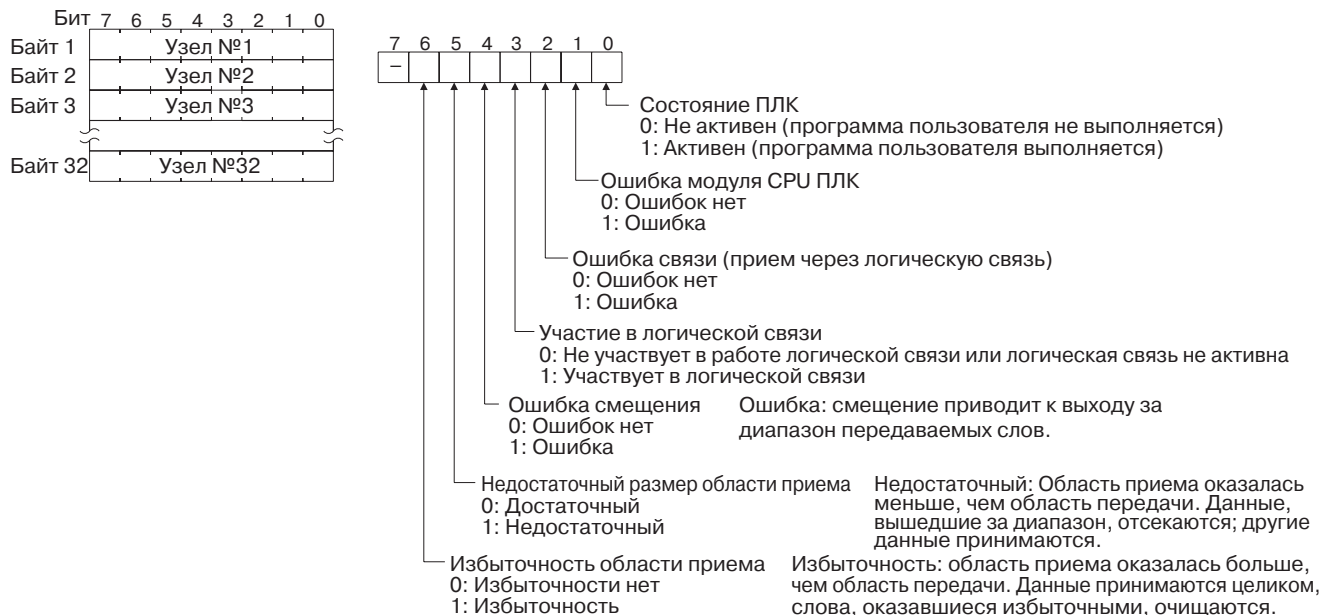 Бит 7 6 5 4 3 2 1 0
Байт 1 Узел №1
Байт 2 Узел №2
Байт 3 Узел №3
Байт 32 Узел №32
7 6 5 4 3 2 1 0
–
Состояние ПЛК
0: Не активен (программа пользователя не выполняется)
1: Активен (программа пользователя выполняется)
Ошибка модуля CPU ПЛК
0: Ошибок нет
1: Ошибка
Ошибка связи (прием через логическую связь)
0: Ошибок нет
1: Ошибка
Участие в логической связи
0: Не участвует в работе логической связи или логическая связь не активна
1: Участвует в логической связи
Ошибка смещения
0: Ошибок нет
1: Ошибка
Ошибка: смещение приводит к выходу за
диапазон передаваемых слов.
Недостаточный размер области приема
0: Достаточный
1: Недостаточный
Недостаточный: Область приема оказалась
меньше, чем область передачи. Данные,
вышедшие за диапазон, отсекаются; другие
данные принимаются.
Избыточность области приема
0: Избыточности нет
1: Избыточность
Избыточность: область приема оказалась больше,
чем область передачи. Данные принимаются целиком,
слова, оказавшиеся избыточными, очищаются.